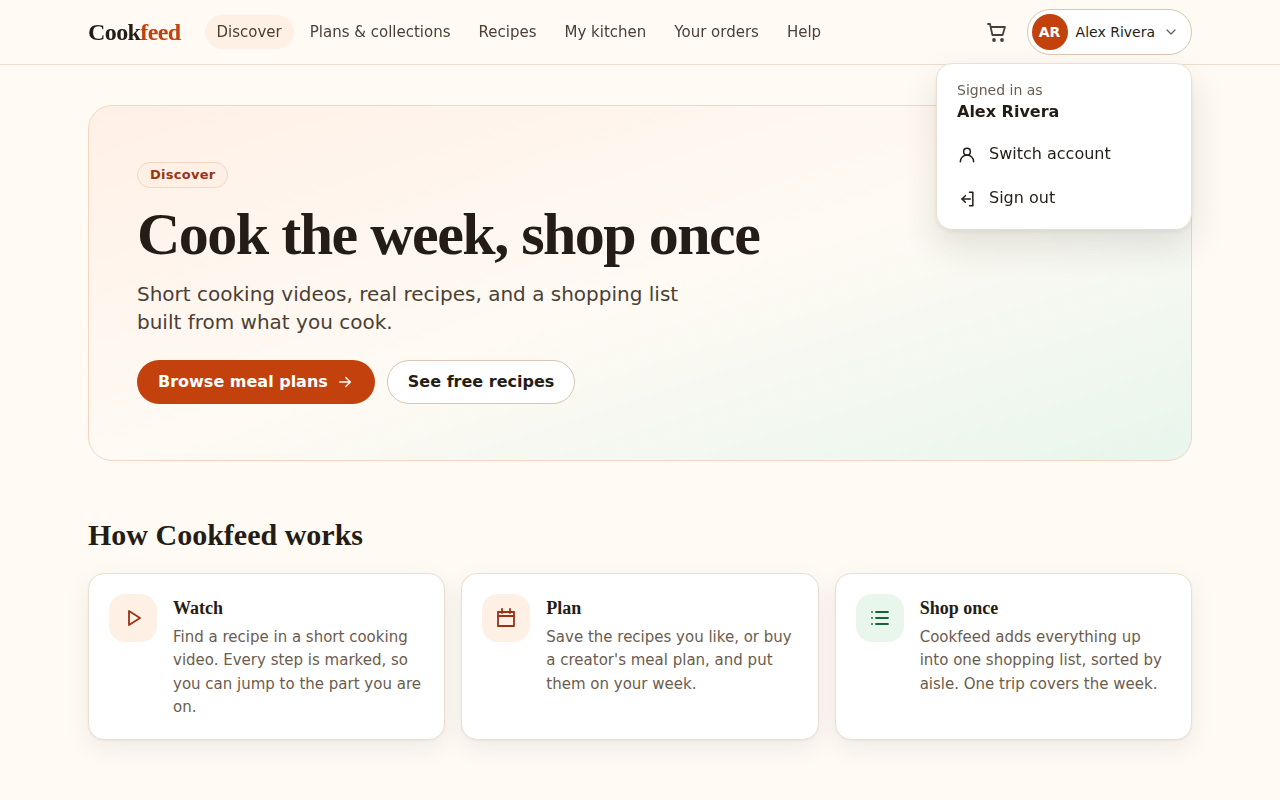 Cookfeed
Discover
Plans & collections
Recipes
My kitchen
Your orders
Help
AR
Alex Rivera
Signed in as
Alex Rivera
Switch account
Sign out
Discover
Cook the week, shop once
Short cooking videos, real recipes, and a shopping list
built from what you cook.
Browse meal plans
See free recipes
How Cookfeed works
Watch
Find a recipe in a short cooking
video. Every step is marked, so
you can jump to the part you are
on.
Plan
Save the recipes you like, or buy
a creator's meal plan, and put
them on your week.
Shop once
Cookfeed adds everything up
into one shopping list, sorted by
aisle. One trip covers the week.